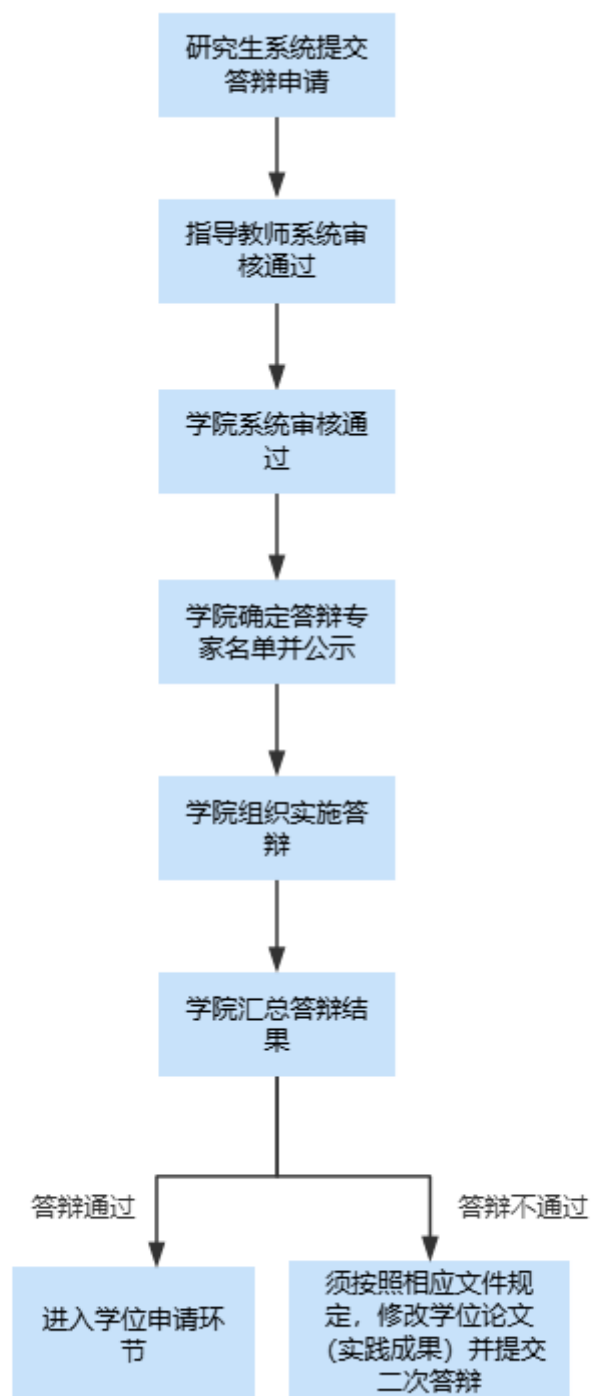 研究生系统提交
答辩申请
指导教师系统审
核通过
学院系统审核通
过
学院确定答辩专
家名单并公示
学院组织实施答
辩
学院汇总答辩结
果
答辩通过
答辩不通过
进入学位申请环
节
须按照相应文件规
定，修改学位论文
（实践成果）并提交
二次答辩